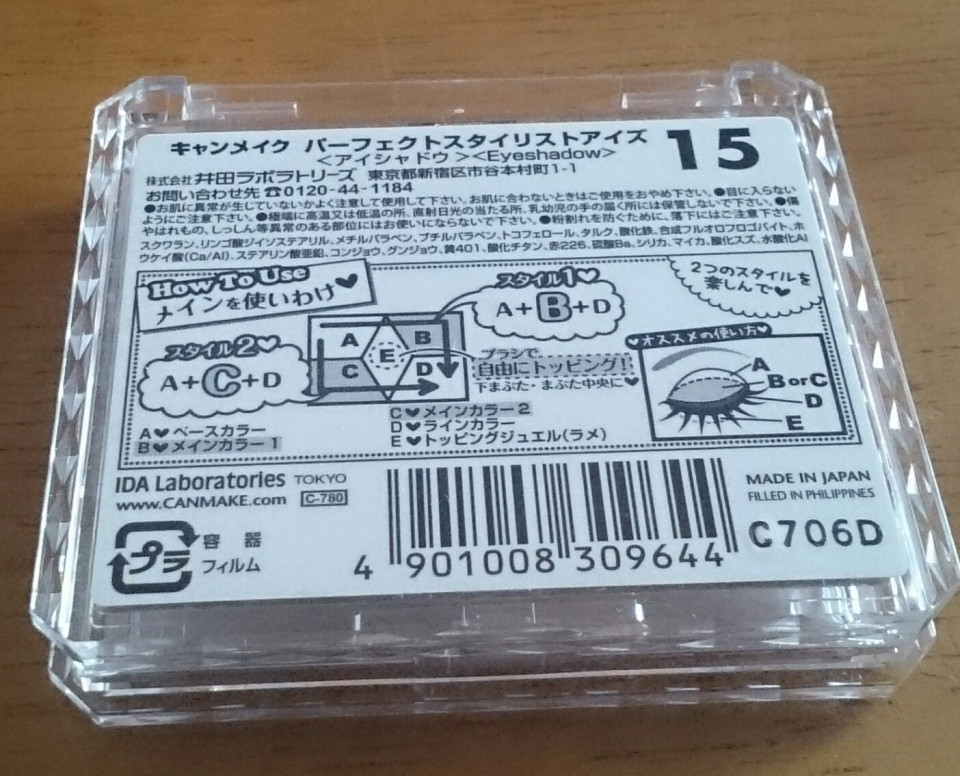 キャンメイク パーフェクトスタイリストアイズ 15
<アイシャドウ><Eyeshadow>
株式会社 井田ラボラトリーズ 東京都新宿区市谷本村町1-1
お問い合わせ先 ☎0120-44-1184
●お肌に異常が生じていないかよく注意して使用して下さい。お肌に合わないときはご使用をおやめ下さい。●目に入らない
ようにご注意下さい。●極端に高温又は低温の所、直射日光の当たる所、乳幼児の手の届く所には保管しないで下さい。●傷
やはれもの、しっしん等異常のある部位にはお使いにならないで下さい。●粉割れを防ぐために、落下にはご注意下さい。
スクワラン、リンゴ酸ジイソステアリル、メチルパラベン、ブチルパラベン、トコフェロール、タルク、酸化鉄、合成フルオロフロゴパイト、ホ
ウケイ酸(Ca/Al)、ステアリン酸亜鉛、コンジョウ、グンジョウ、黄401、酸化チタン、赤226、硫酸Ba、シリカ、マイカ、酸化スズ、水酸化Al
How To Use
メインを使いわけ♥
スタイル1♥
A+B+D
2つのスタイルを
楽しんで♥
スタイル2♥
A+C+D
A
B
C
D
E
ブラシで、
自由にトッピング!
下まぶた・まぶた中央に♥
♥オススメの使い方♥
A
B or C
D
E
A♥ベースカラー
B♥メインカラー1
C♥メインカラー2
D♥ラインカラー
E♥トッピングジュエル(ラメ)
IDA Laboratories TOKYO
www.CANMAKE.com C-780
プラ
容器
フィルム
4 901008 309644
MADE IN JAPAN
FILLED IN PHILIPPINES
C706D